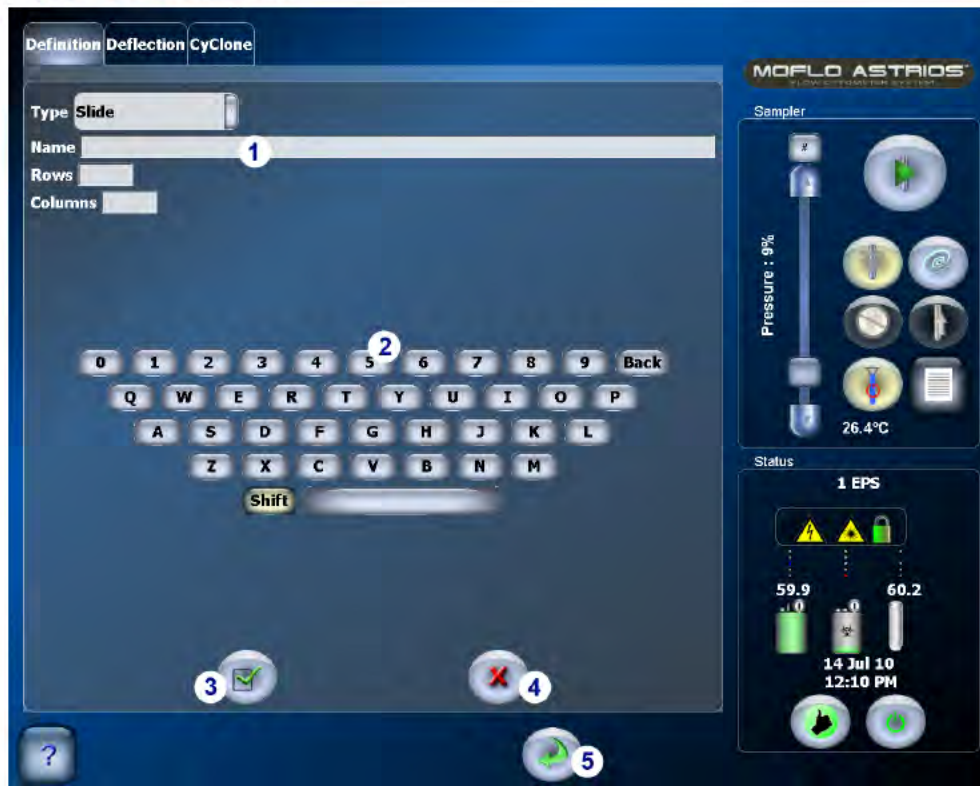 Definition Deflection CyClone
MOFLO ASTRIOS
Type Slide
Name 1
Rows
Columns
2
0 1 2 3 4 5 6 7 8 9 Back
Q W E R T Y U I O P
A S D F G H J K L
Z X C V B N M
Shift
3
4
5
?
Sampler
#
Pressure : 9%
26.4°C
Status
1 EPS
59.9 60.2
14 Jul 10
12:10 PM